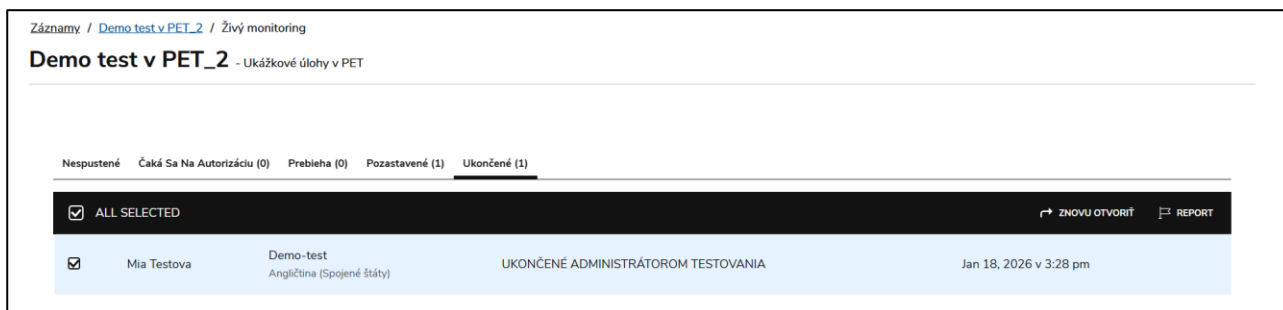 Záznamy / Demo test v PET_2 / Živý monitoring
Demo test v PET_2 - Ukážkové úlohy v PET
Nespustené Čaká Sa Na Autorizáciu (0) Prebieha (0) Pozastavené (1) Ukončené (1)
ALL SELECTED ZNOVU OTVORIŤ REPORT
Mia Testova Demo-test UKONČENÉ ADMINISTRÁTOROM TESTOVANIA Jan 18, 2026 v 3:28 pm
Angličtina (Spojené štáty)